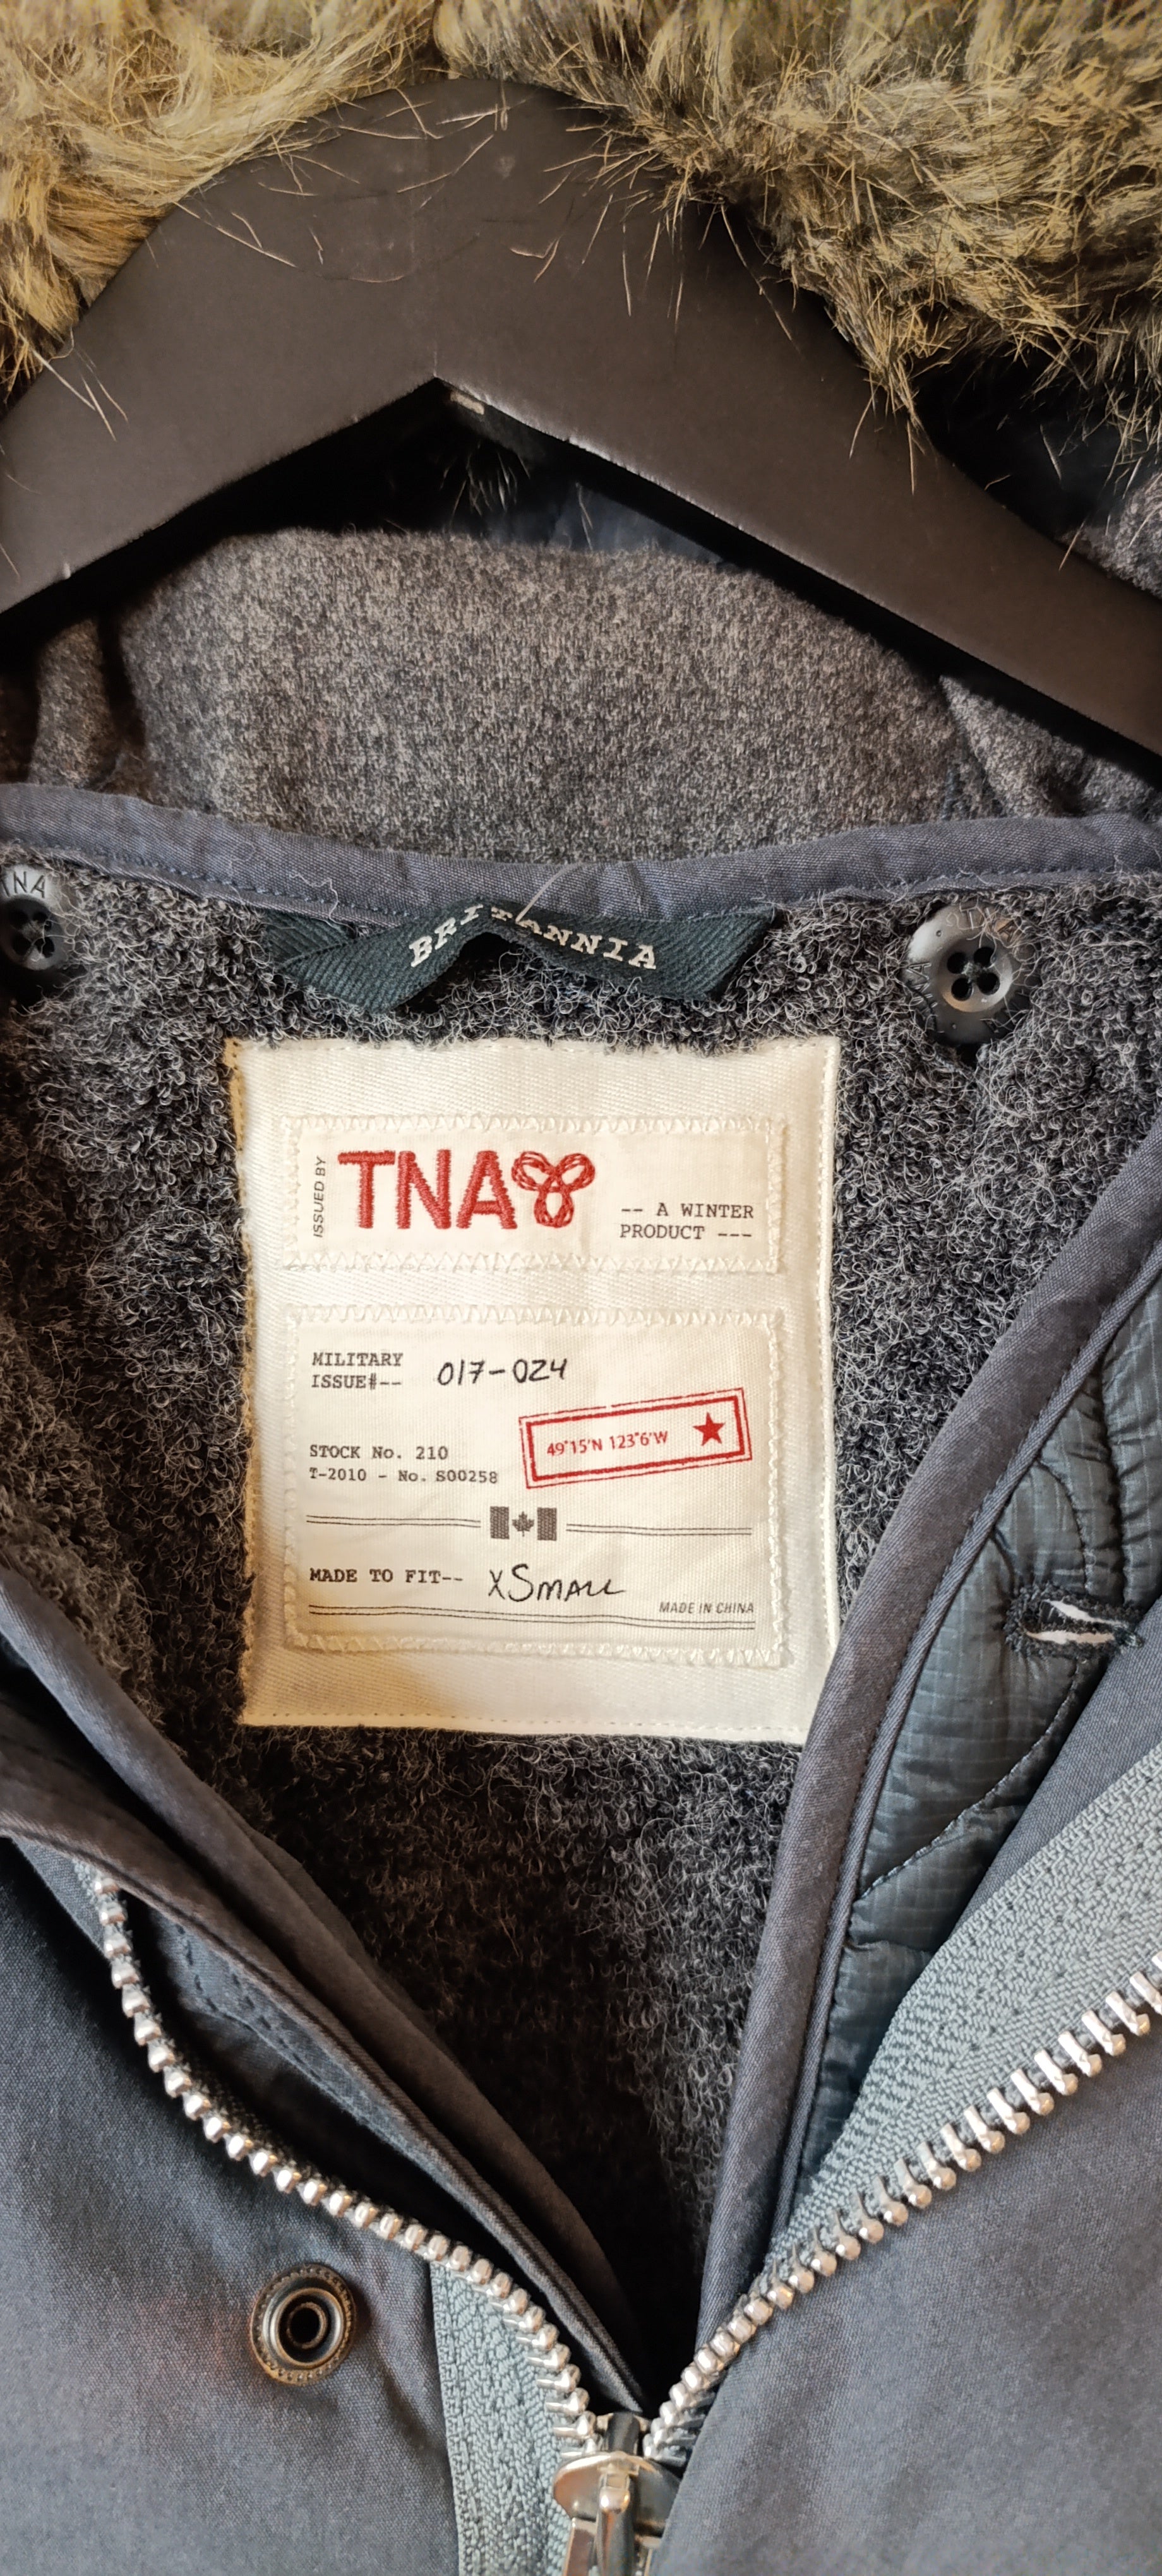 BRITANNIA
TNA
ISSUED BY
TNA
-- A WINTER
PRODUCT ---
MILITARY
ISSUE#-- 017-024
49°15'N 123°6'W
STOCK No. 210
T-2010 - No. S00258
MADE TO FIT-- XSMALL
MADE IN CHINA